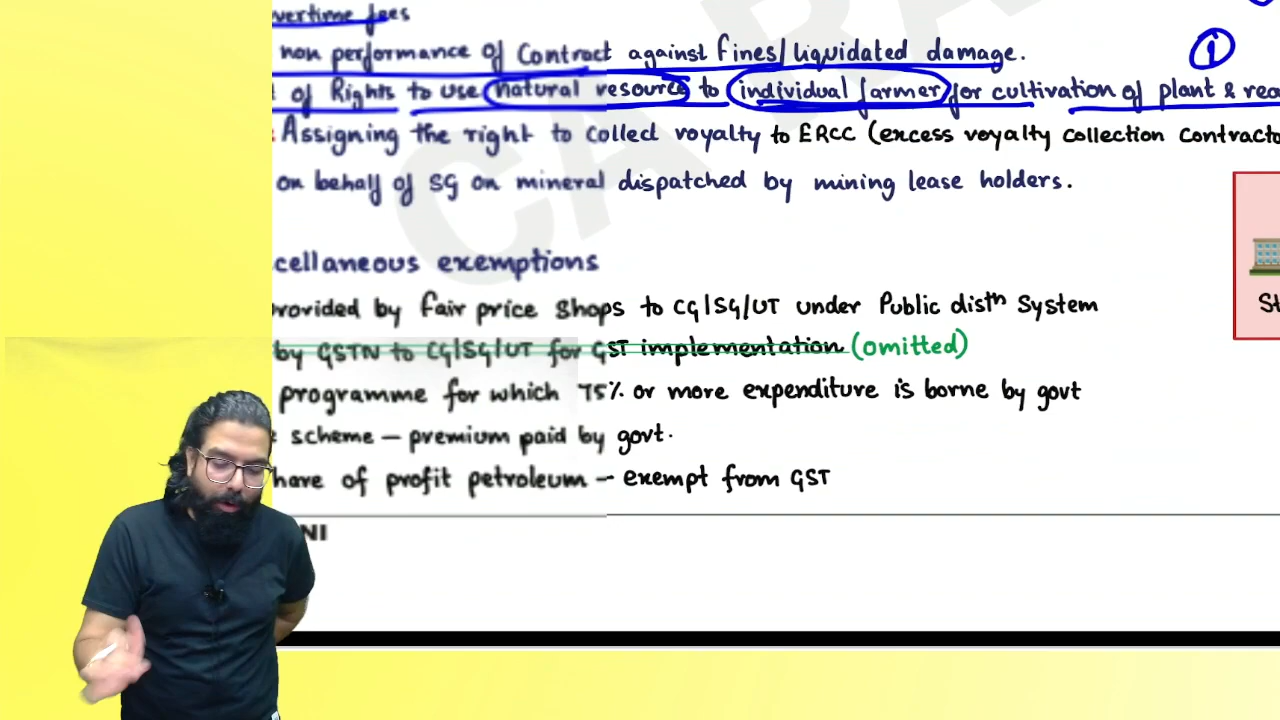 vertime fees
non performance of Contract against fines/liquidated damage.
①
of Rights to use natural resource to individual farmer for cultivation of plant & rea
Assigning the right to collect royalty to ERCC (excess royalty collection contracto
on behalf of SG on mineral dispatched by mining lease holders.
cellaneous exemptions
rovided by fair price shops to CG/SG/UT under Public distn System
St
by GSTN to CG/SG/UT for GST implementation (omitted)
programme for which 75% or more expenditure is borne by govt
scheme – premium paid by govt.
hare of profit petroleum – exempt from GST
NI